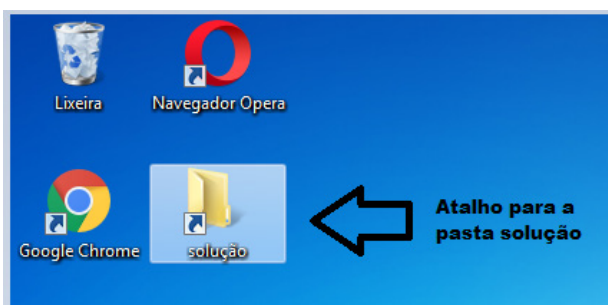 Lixeira
Navegador Opera
Google Chrome
solução
Atalho para a
pasta solução